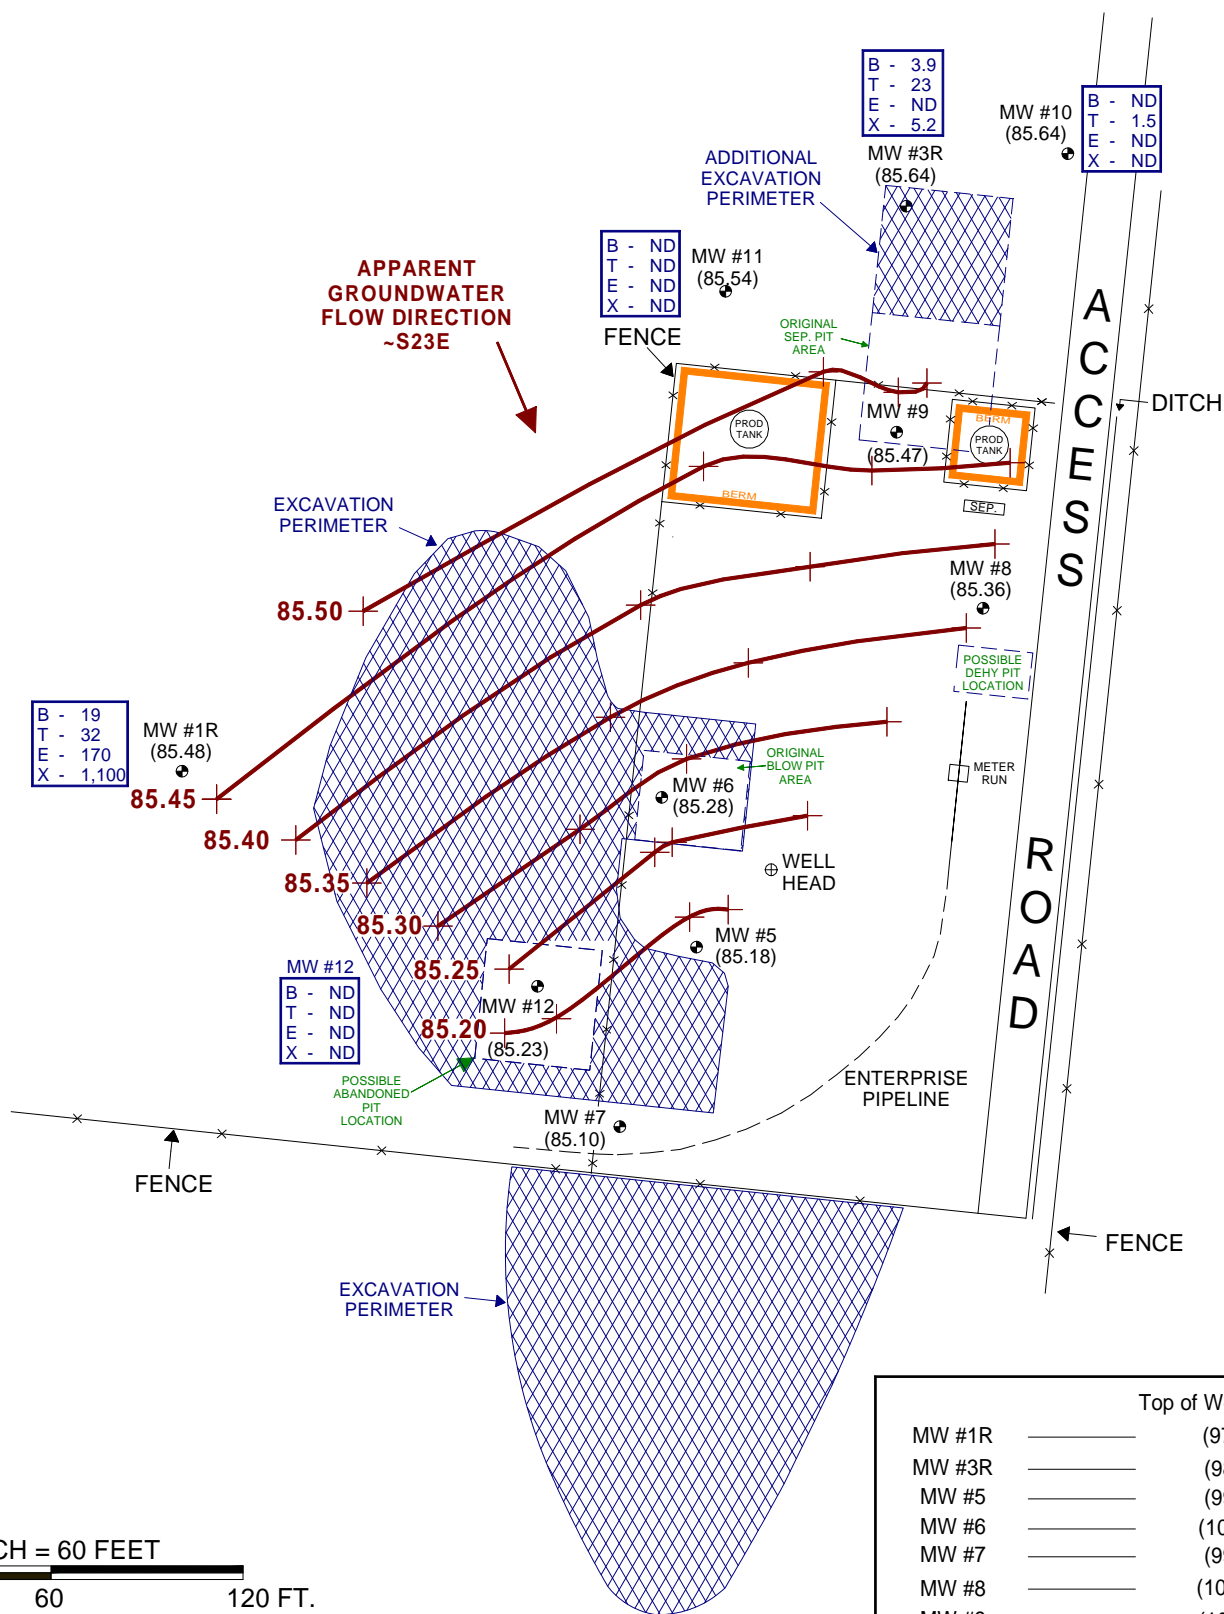 B - 3.9
T - 23
E - ND
X - 5.2
MW #3R
(85.64)
MW #10
(85.64)
B - ND
T - 1.5
E - ND
X - ND
ADDITIONAL
EXCAVATION
PERIMETER
B - ND
T - ND
E - ND
X - ND
MW #11
(85.54)
APPARENT
GROUNDWATER
FLOW DIRECTION
~S23E
FENCE
ORIGINAL
SEP. PIT
AREA
ACCESS
ROAD
DITCH
PROD
TANK
BERM
MW #9
(85.47)
BERM
PROD
TANK
SEP.
EXCAVATION
PERIMETER
85.50
MW #8
(85.36)
POSSIBLE
DEHY PIT
LOCATION
B - 19
T - 32
E - 170
X - 1,100
MW #1R
(85.48)
85.45
85.40
85.35
85.30
85.25
85.20
ORIGINAL
BLOW PIT
AREA
MW #6
(85.28)
METER
RUN
WELL
HEAD
MW #5
(85.18)
MW #12
B - ND
T - ND
E - ND
X - ND
MW #12
(85.23)
POSSIBLE
ABANDONED
PIT
LOCATION
ENTERPRISE
PIPELINE
MW #7
(85.10)
FENCE
FENCE
EXCAVATION
PERIMETER
Top of W
MW #1R (97
MW #3R (98
MW #5 (99
MW #6 (10
MW #7 (99
MW #8 (10
CH = 60 FEET
60 120 FT.